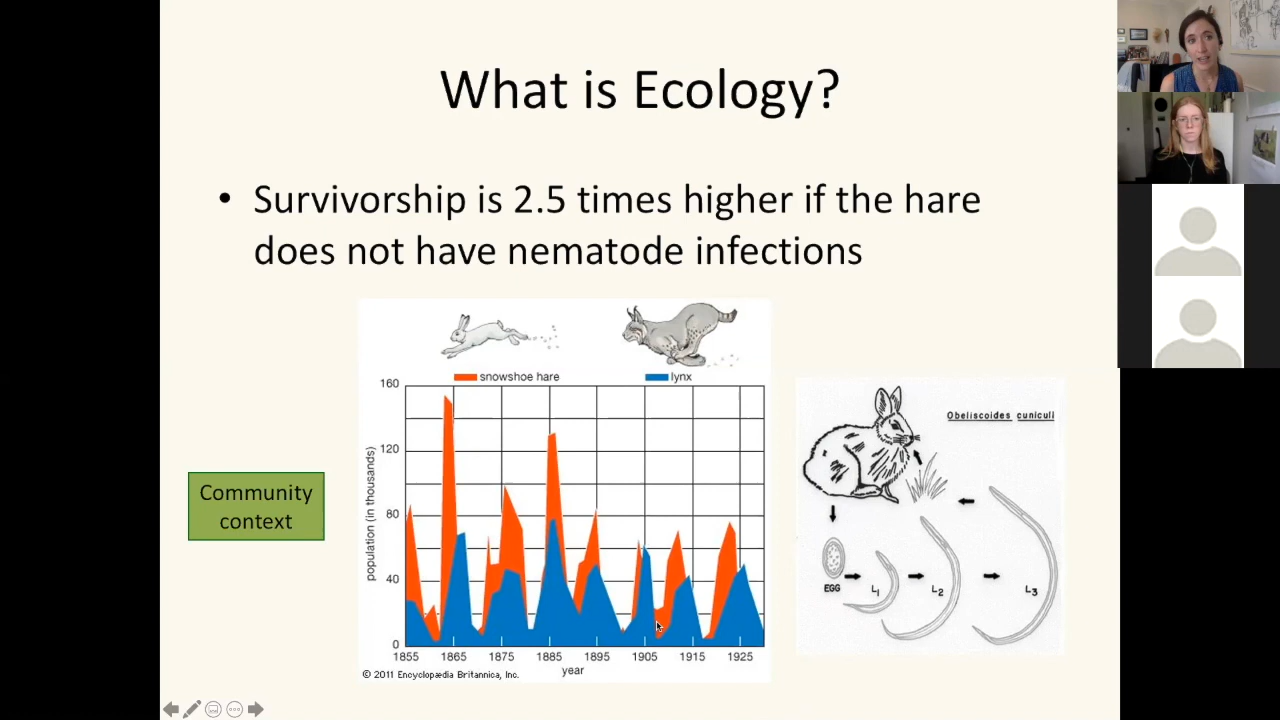 What is Ecology?
• Survivorship is 2.5 times higher if the hare
does not have nematode infections
Community
context
snowshoe hare
lynx
population (in thousands)
160
120
80
40
0
1855 1865 1875 1885 1895 1905 1915 1925
year
© 2011 Encyclopædia Britannica, Inc.
Obeliscoides cuniculi
EGG
L1
L2
L3